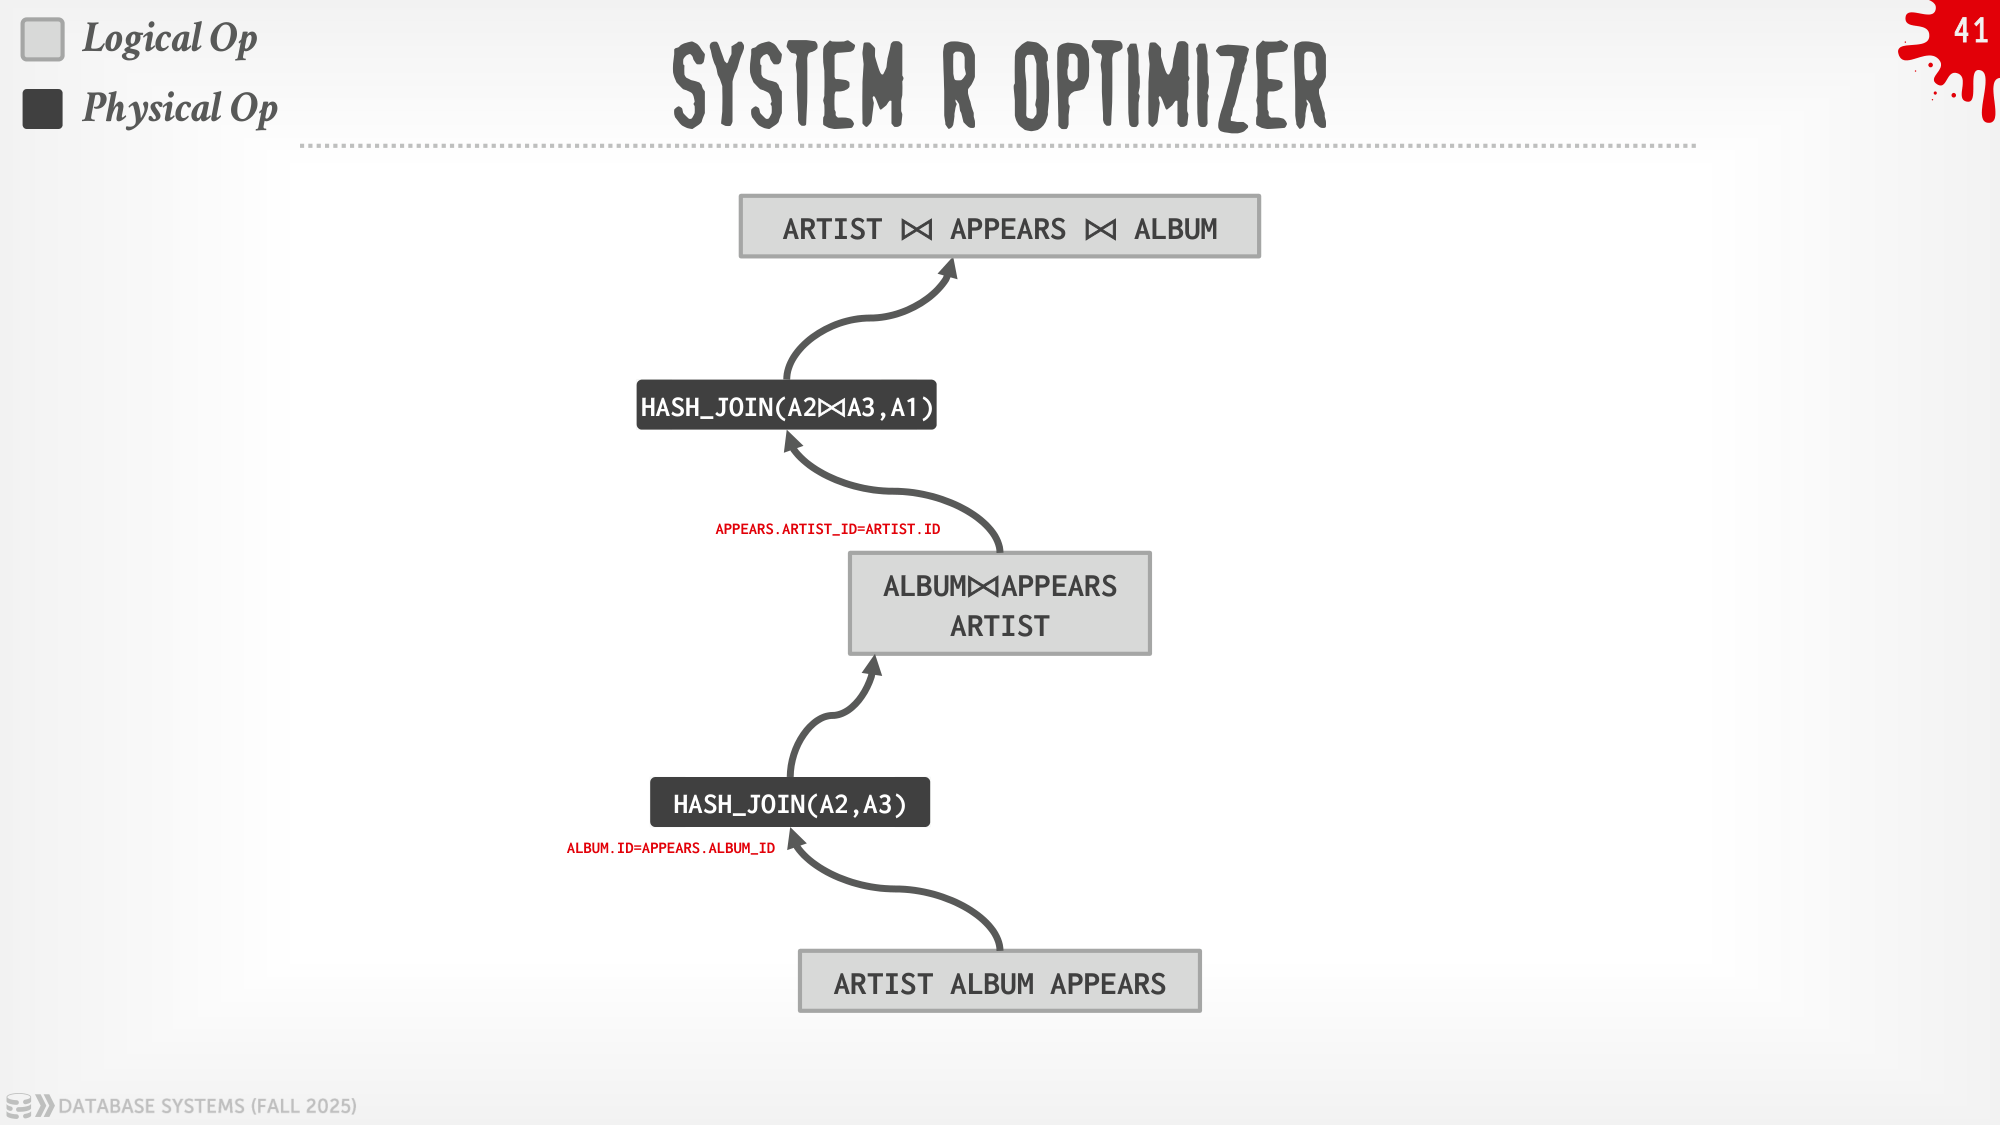 Logical Op
Physical Op
SYSTEM R OPTIMIZER
41
ARTIST ⋈ APPEARS ⋈ ALBUM
HASH_JOIN(A2⋈A3,A1)
APPEARS.ARTIST_ID=ARTIST.ID
ALBUM⋈APPEARS
ARTIST
HASH_JOIN(A2,A3)
ALBUM.ID=APPEARS.ALBUM_ID
ARTIST ALBUM APPEARS
DATABASE SYSTEMS (FALL 2025)